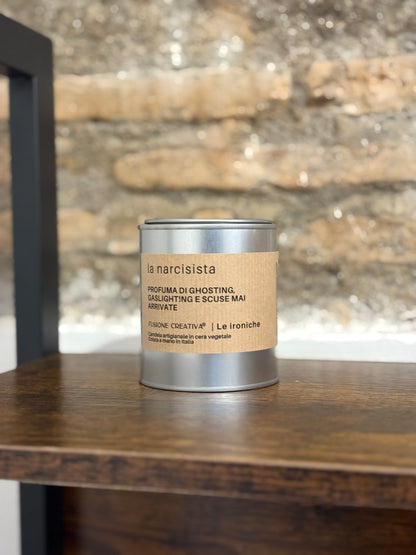 la narcisista
PROFUMA DI GHOSTING,
GASLIGHTING E SCUSE MAI
ARRIVATE
FUSIONE CREATIVA® | Le ironiche
Candela artigianale in cera vegetale
Colata a mano in Italia